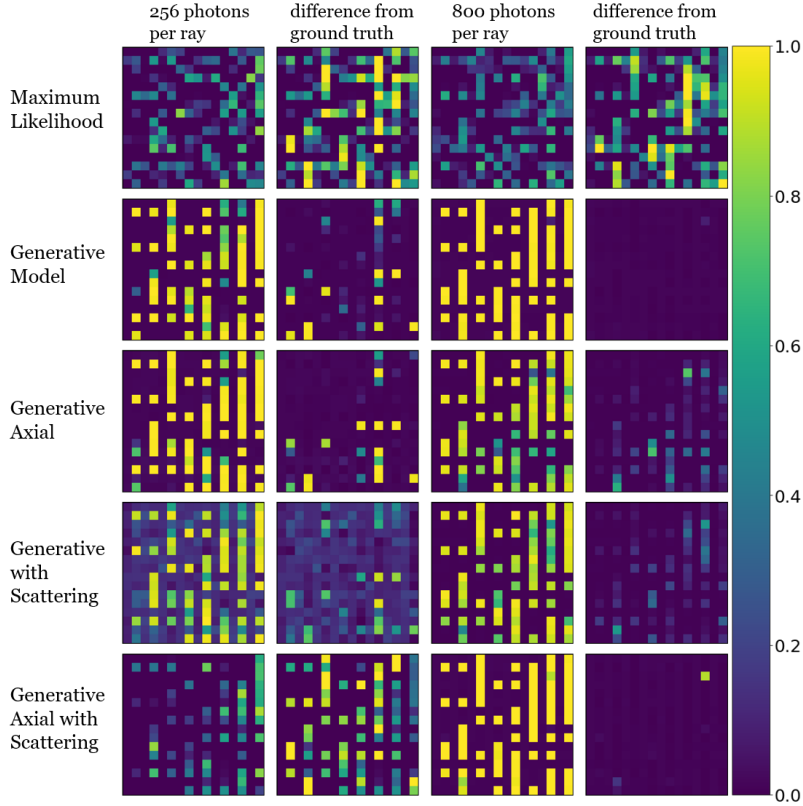 256 photons
per ray
difference from
ground truth
800 photons
per ray
difference from
ground truth
Maximum
Likelihood
Generative
Model
Generative
Axial
Generative
with
Scattering
Generative
Axial with
Scattering
1.0
0.8
0.6
0.4
0.2
0.0